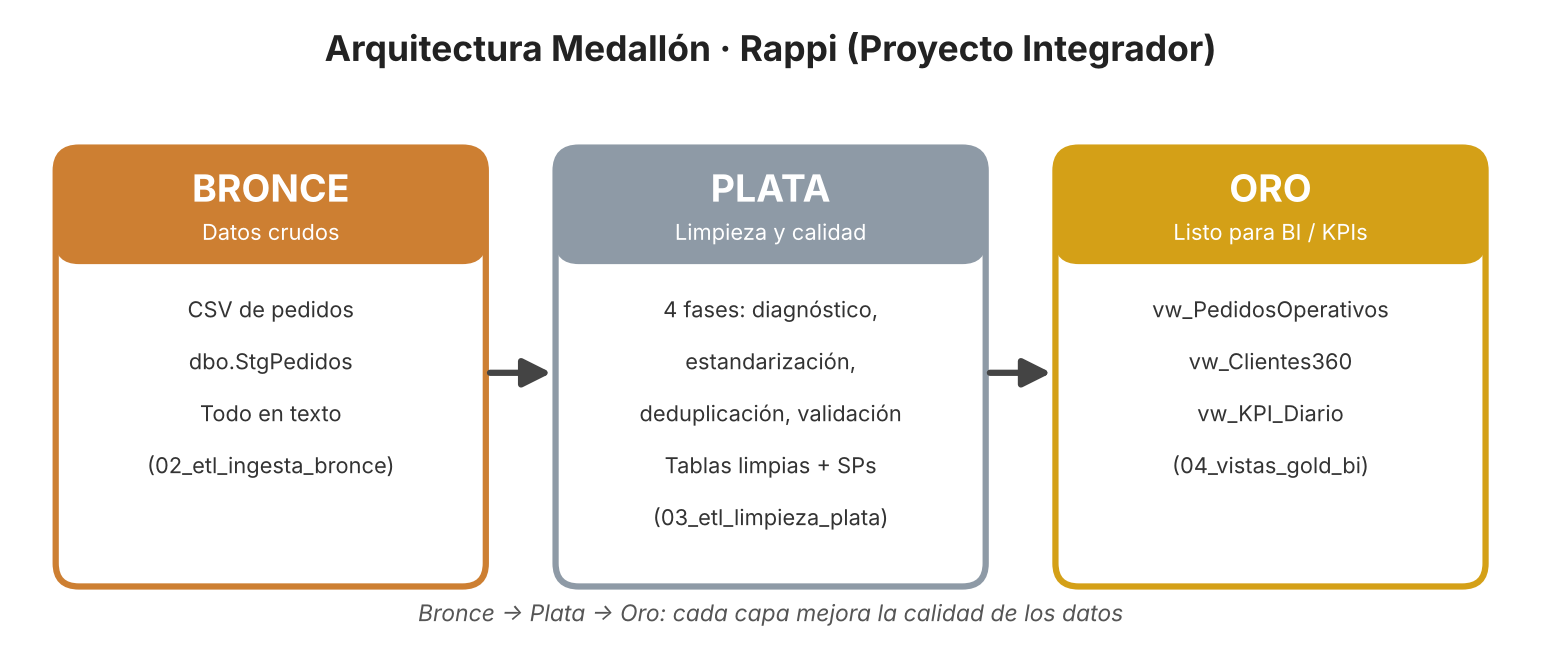 Arquitectura Medallón · Rappi (Proyecto Integrador)
BRONCE
Datos crudos
CSV de pedidos
dbo.StgPedidos
Todo en texto
(02_etl_ingesta_bronce)
PLATA
Limpieza y calidad
4 fases: diagnóstico,
estandarización,
deduplicación, validación
Tablas limpias + SPs
(03_etl_limpieza_plata)
ORO
Listo para BI / KPIs
vw_PedidosOperativos
vw_Clientes360
vw_KPI_Diario
(04_vistas_gold_bi)
Bronce → Plata → Oro: cada capa mejora la calidad de los datos